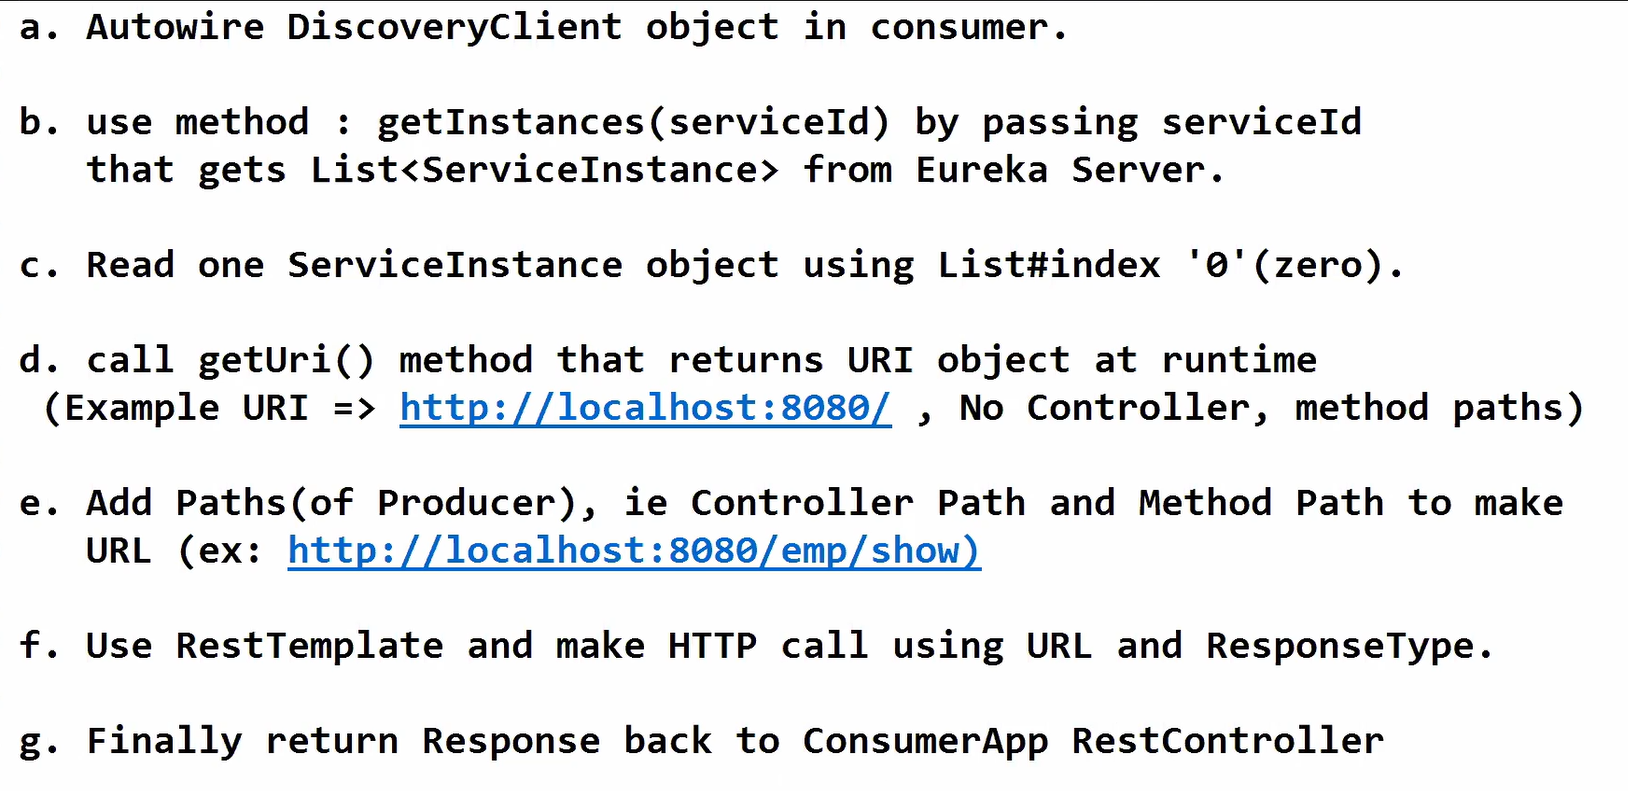 a. Autowire DiscoveryClient object in consumer.
b. use method : getInstances(serviceId) by passing serviceId
that gets List<ServiceInstance> from Eureka Server.
c. Read one ServiceInstance object using List#index '0'(zero).
d. call getUri() method that returns URI object at runtime
(Example URI => http://localhost:8080/ , No Controller, method paths)
e. Add Paths(of Producer), ie Controller Path and Method Path to make
URL (ex: http://localhost:8080/emp/show)
f. Use RestTemplate and make HTTP call using URL and ResponseType.
g. Finally return Response back to ConsumerApp RestController